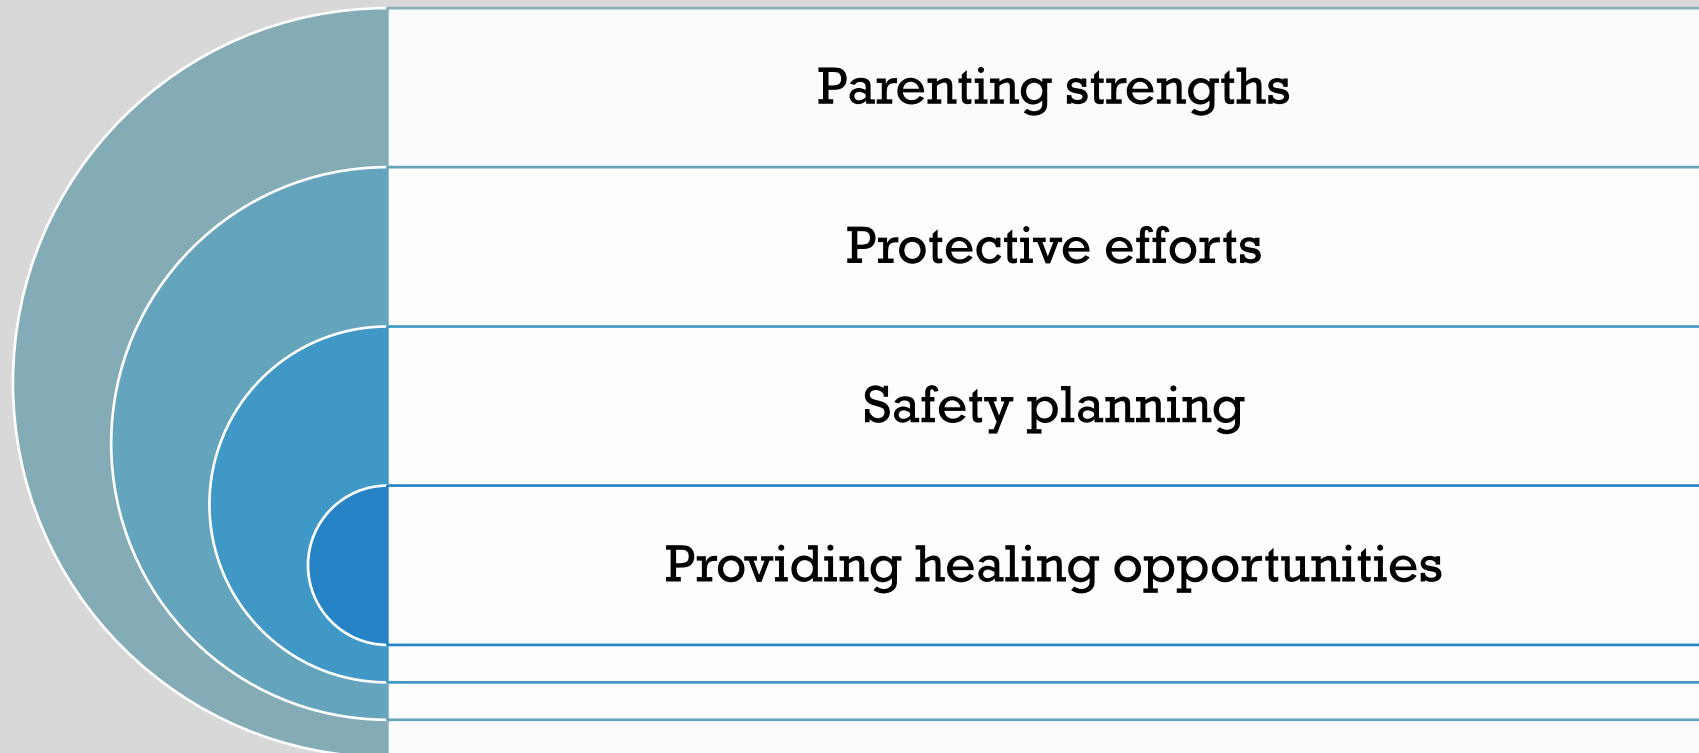 Parenting strengths
Protective efforts
Safety planning
Providing healing opportunities